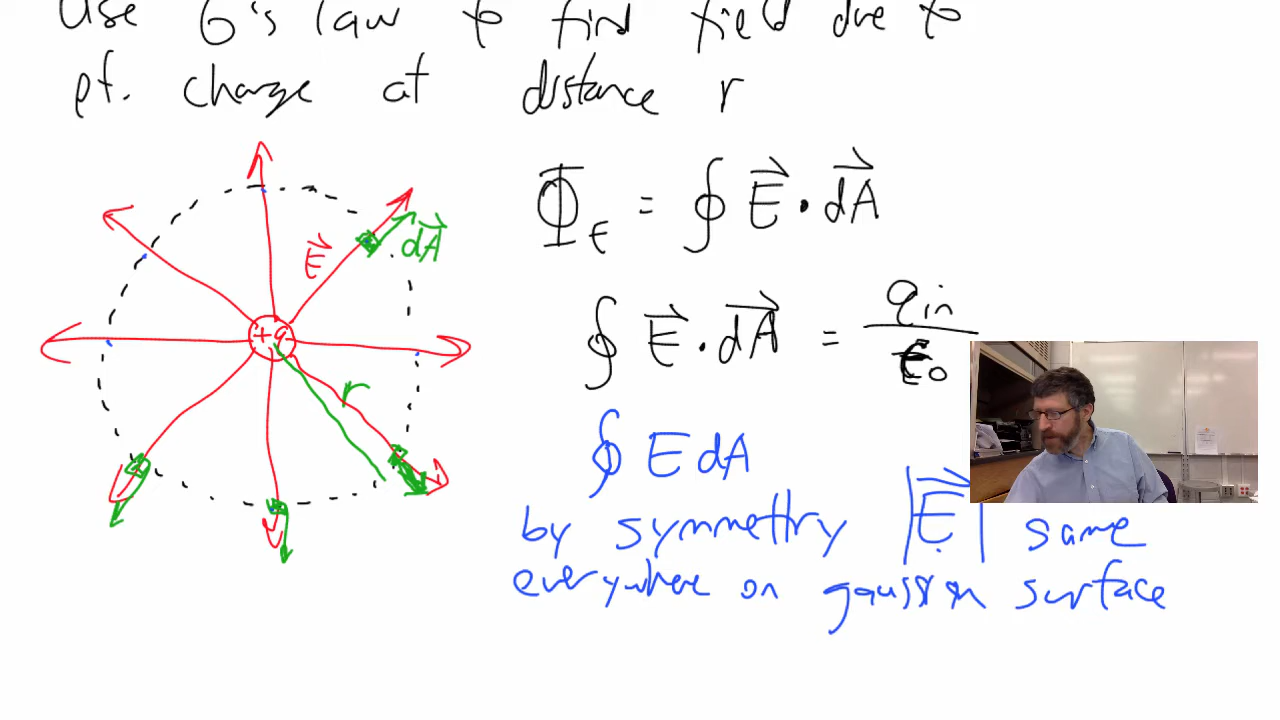 Use G's law to find field due to
pt. charge at distance r
+q
E⃗
dA⃗
r
Φ_E = ∮ E⃗ · dA⃗
∮ E⃗ · dA⃗ = q_in / ε₀
∮ E dA
by symmettry |E⃗| same
everywhere on gaussian surface